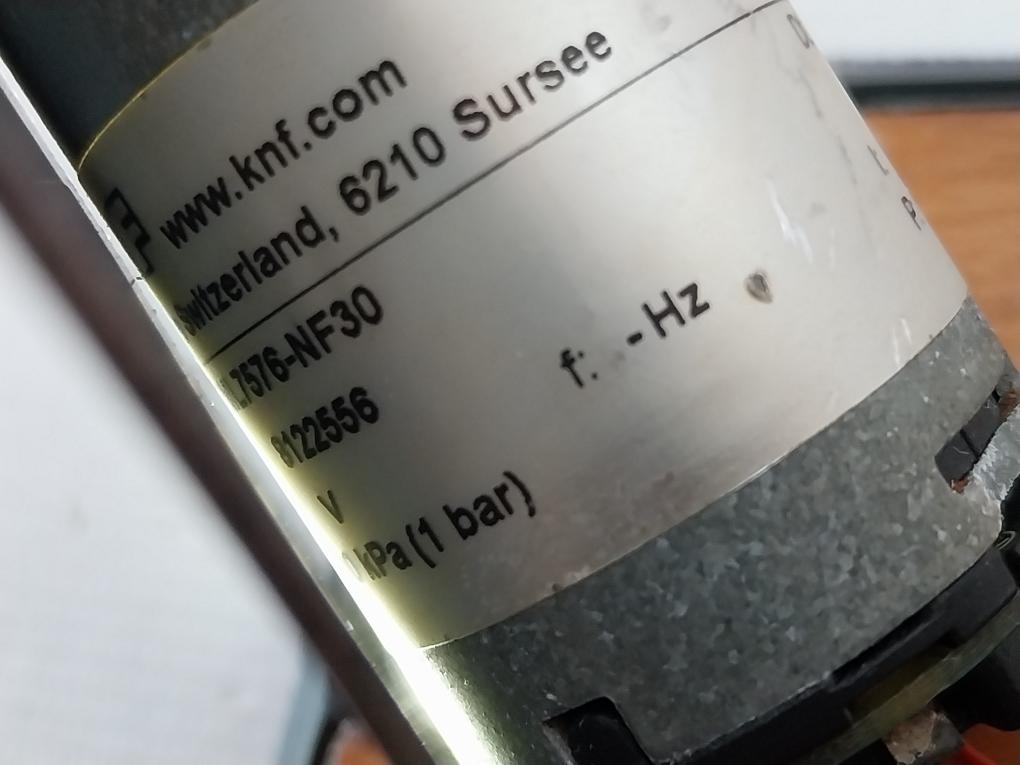 www.knf.com
Switzerland, 6210 Sursee
L7576-NF30
8122556
V f: - Hz
kPa (1 bar)
P